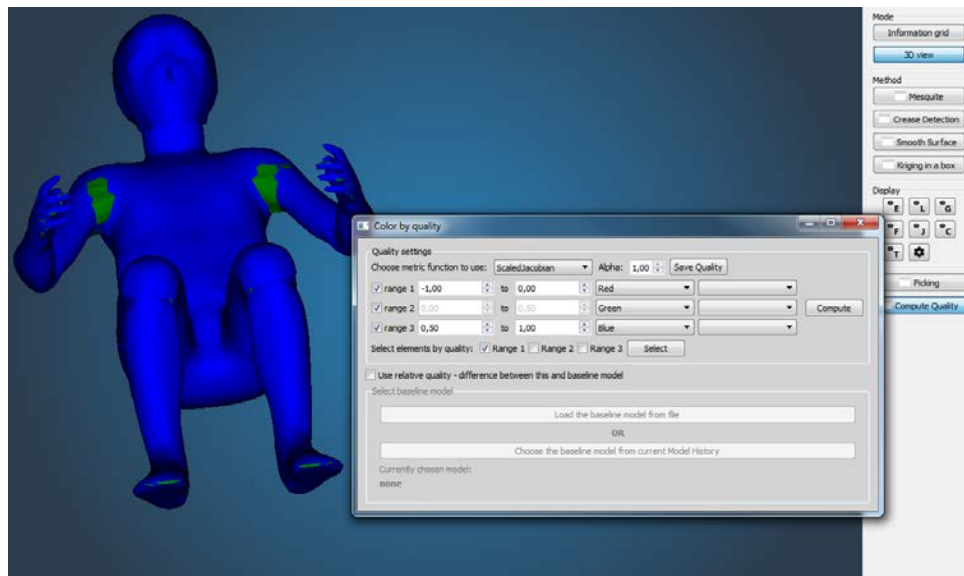 Mode
Information grid
3D view
Method
Mesquite
Crease Detection
Smooth Surface
Kriging in a box
Display
E L G
F J C
T
Picking
Compute Quality
Color by quality
Quality settings
Choose metric function to use: ScaledJacobian Alpha: 1,00 Save Quality
range 1 -1,00 to 0,00 Red
range 2 0,00 to 0,50 Green Compute
range 3 0,50 to 1,00 Blue
Select elements by quality: Range 1 Range 2 Range 3 Select
Use relative quality - difference between this and baseline model
Select baseline model
Load the baseline model from file
OR
Choose the baseline model from current Model History
Currently chosen model:
none